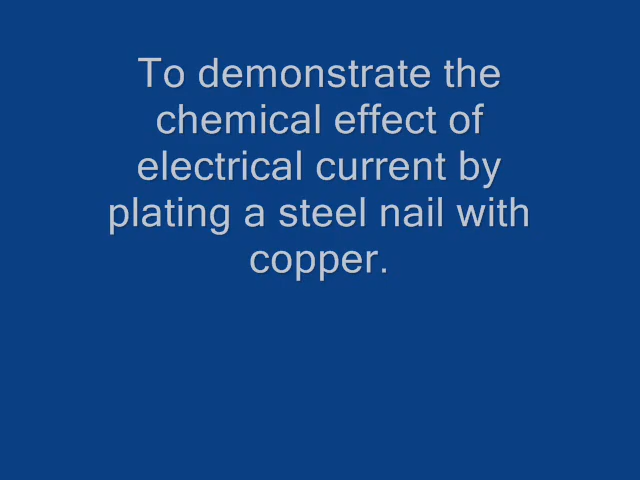 To demonstrate the
chemical effect of
electrical current by
plating a steel nail with
copper.